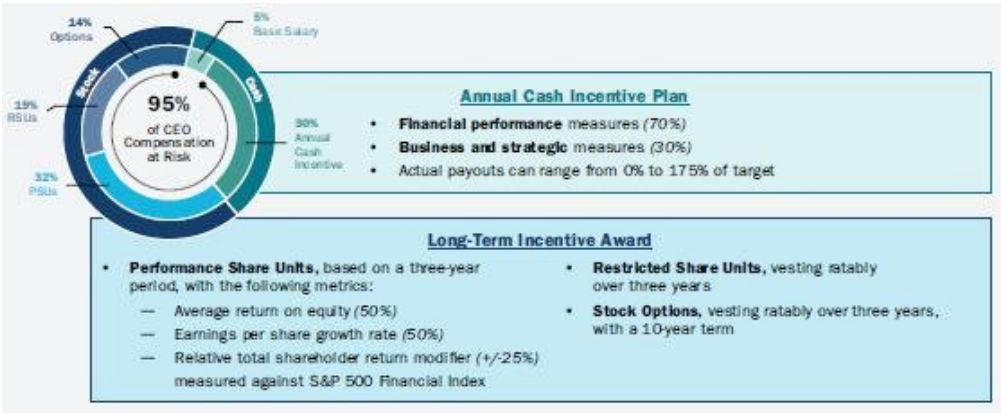 14%
Options
5%
Base Salary
Stock
Cash
19%
RSUs
95%
of CEO
Compensation
at Risk
30%
Annual
Cash
Incentive
32%
PSUs
Annual Cash Incentive Plan
• Financial performance measures (70%)
• Business and strategic measures (30%)
• Actual payouts can range from 0% to 175% of target
Long-Term Incentive Award
• Performance Share Units, based on a three-year
period, with the following metrics:
— Average return on equity (50%)
— Earnings per share growth rate (50%)
— Relative total shareholder return modifier (+/-25%)
measured against S&P 500 Financial Index
• Restricted Share Units, vesting ratably
over three years
• Stock Options, vesting ratably over three years,
with a 10-year term